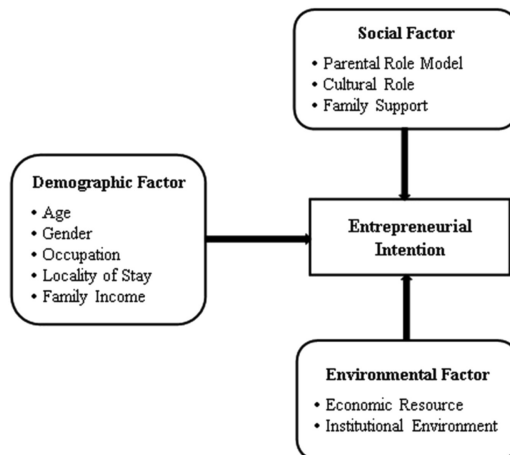 Social Factor
• Parental Role Model
• Cultural Role
• Family Support
Demographic Factor
• Age
• Gender
• Occupation
• Locality of Stay
• Family Income
Entrepreneurial
Intention
Environmental Factor
• Economic Resource
• Institutional Environment